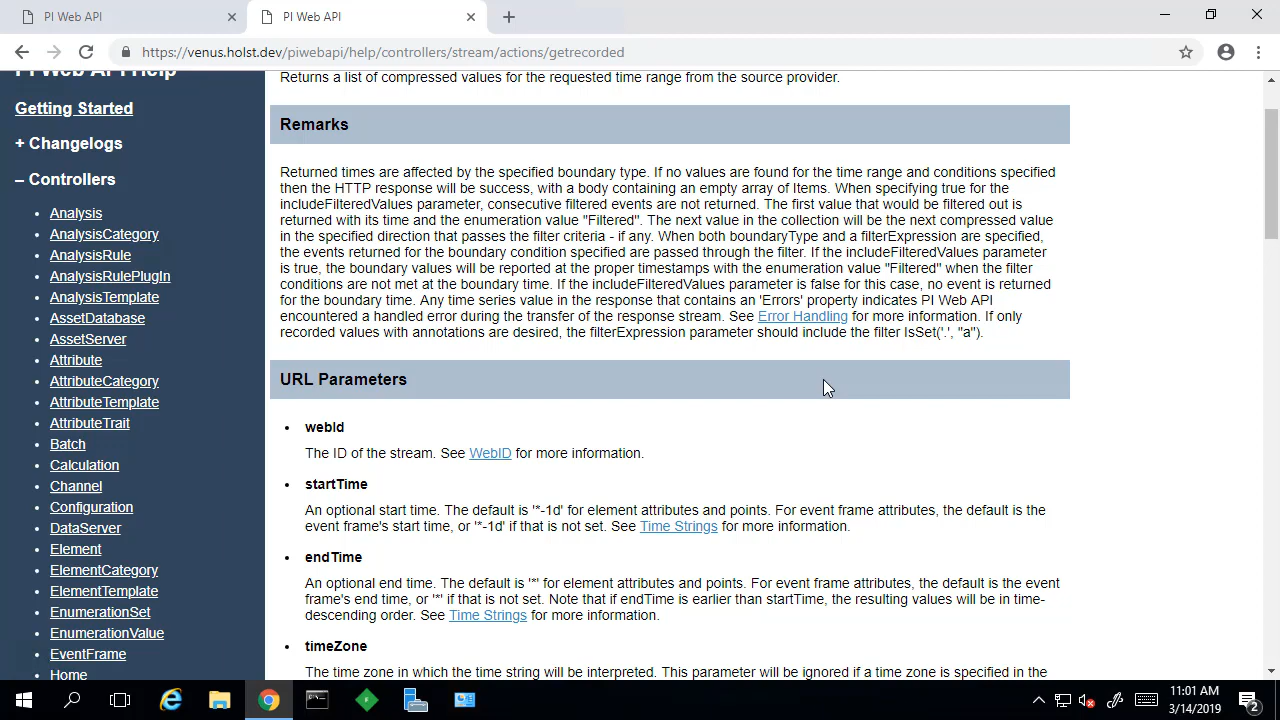 PI Web API
PI Web API
https://venus.holst.dev/piwebapi/help/controllers/stream/actions/getrecorded
PI Web API Help
Getting Started
+ Changelogs
– Controllers
• Analysis
• AnalysisCategory
• AnalysisRule
• AnalysisRulePlugIn
• AnalysisTemplate
• AssetDatabase
• AssetServer
• Attribute
• AttributeCategory
• AttributeTemplate
• AttributeTrait
• Batch
• Calculation
• Channel
• Configuration
• DataServer
• Element
• ElementCategory
• ElementTemplate
• EnumerationSet
• EnumerationValue
• EventFrame
• Home
Returns a list of compressed values for the requested time range from the source provider.
Remarks
Returned times are affected by the specified boundary type. If no values are found for the time range and conditions specified
then the HTTP response will be success, with a body containing an empty array of Items. When specifying true for the
includeFilteredValues parameter, consecutive filtered events are not returned. The first value that would be filtered out is
returned with its time and the enumeration value "Filtered". The next value in the collection will be the next compressed value
in the specified direction that passes the filter criteria - if any. When both boundaryType and a filterExpression are specified,
the events returned for the boundary condition specified are passed through the filter. If the includeFilteredValues parameter
is true, the boundary values will be reported at the proper timestamps with the enumeration value "Filtered" when the filter
conditions are not met at the boundary time. If the includeFilteredValues parameter is false for this case, no event is returned
for the boundary time. Any time series value in the response that contains an 'Errors' property indicates PI Web API
encountered a handled error during the transfer of the response stream. See Error Handling for more information. If only
recorded values with annotations are desired, the filterExpression parameter should include the filter IsSet('.', "a").
URL Parameters
• webId
The ID of the stream. See WebID for more information.
• startTime
An optional start time. The default is '*-1d' for element attributes and points. For event frame attributes, the default is the
event frame's start time, or '*-1d' if that is not set. See Time Strings for more information.
• endTime
An optional end time. The default is '*' for element attributes and points. For event frame attributes, the default is the event
frame's end time, or '*' if that is not set. Note that if endTime is earlier than startTime, the resulting values will be in time-
descending order. See Time Strings for more information.
• timeZone
The time zone in which the time string will be interpreted. This parameter will be ignored if a time zone is specified in the
11:01 AM
3/14/2019
2